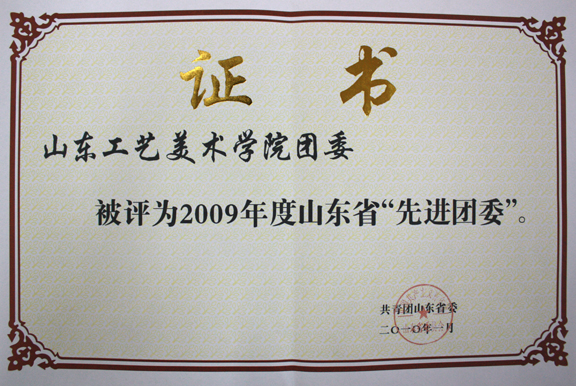 证书
山东工艺美术学院团委
被评为2009年度山东省“先进团委”。
共青团山东省委
二〇一〇年一月